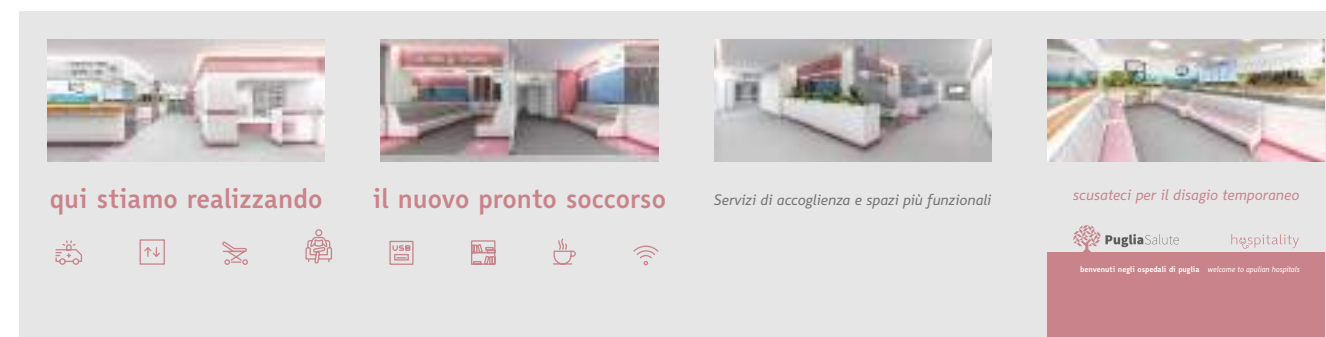 qui stiamo realizzando
il nuovo pronto soccorso
Servizi di accoglienza e spazi più funzionali
scusateci per il disagio temporaneo
USB
PugliaSalute
hospitality
benvenuti negli ospedali di puglia welcome to apulian hospitals